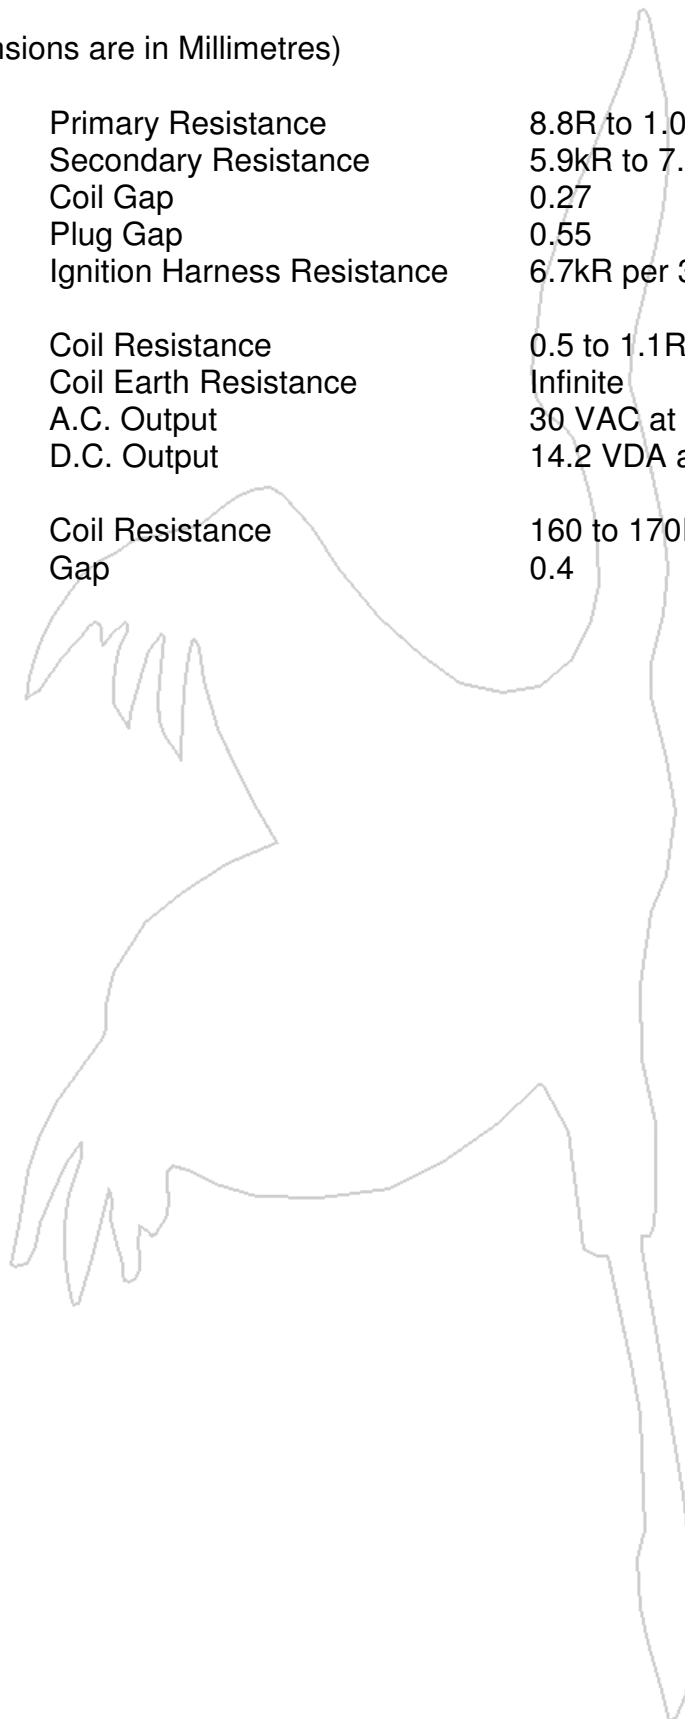 nsions are in Millimetres)
Primary Resistance 8.8R to 1.0
Secondary Resistance 5.9kR to 7.
Coil Gap 0.27
Plug Gap 0.55
Ignition Harness Resistance 6.7kR per
Coil Resistance 0.5 to 1.1R
Coil Earth Resistance Infinite
A.C. Output 30 VAC at
D.C. Output 14.2 VDA a
Coil Resistance 160 to 170
Gap 0.4